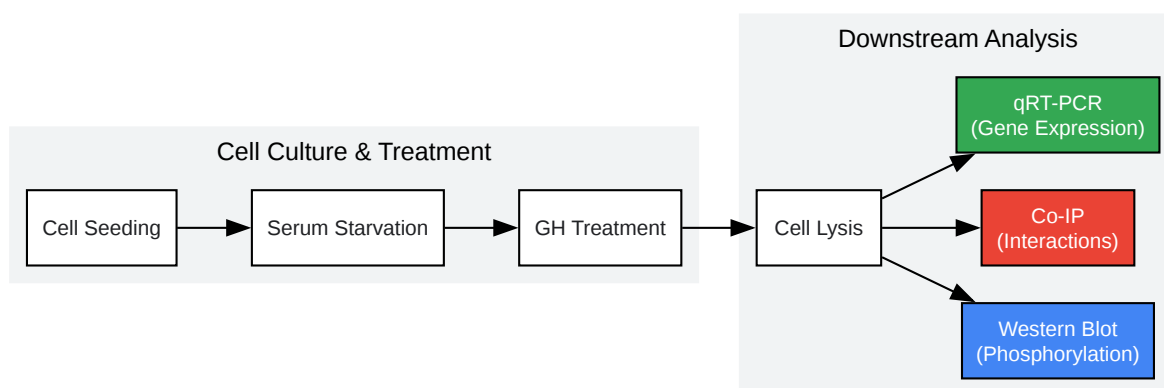 Cell Culture & Treatment
Cell Seeding
Serum Starvation
GH Treatment
Downstream Analysis
Cell Lysis
qRT-PCR
(Gene Expression)
Co-IP
(Interactions)
Western Blot
(Phosphorylation)